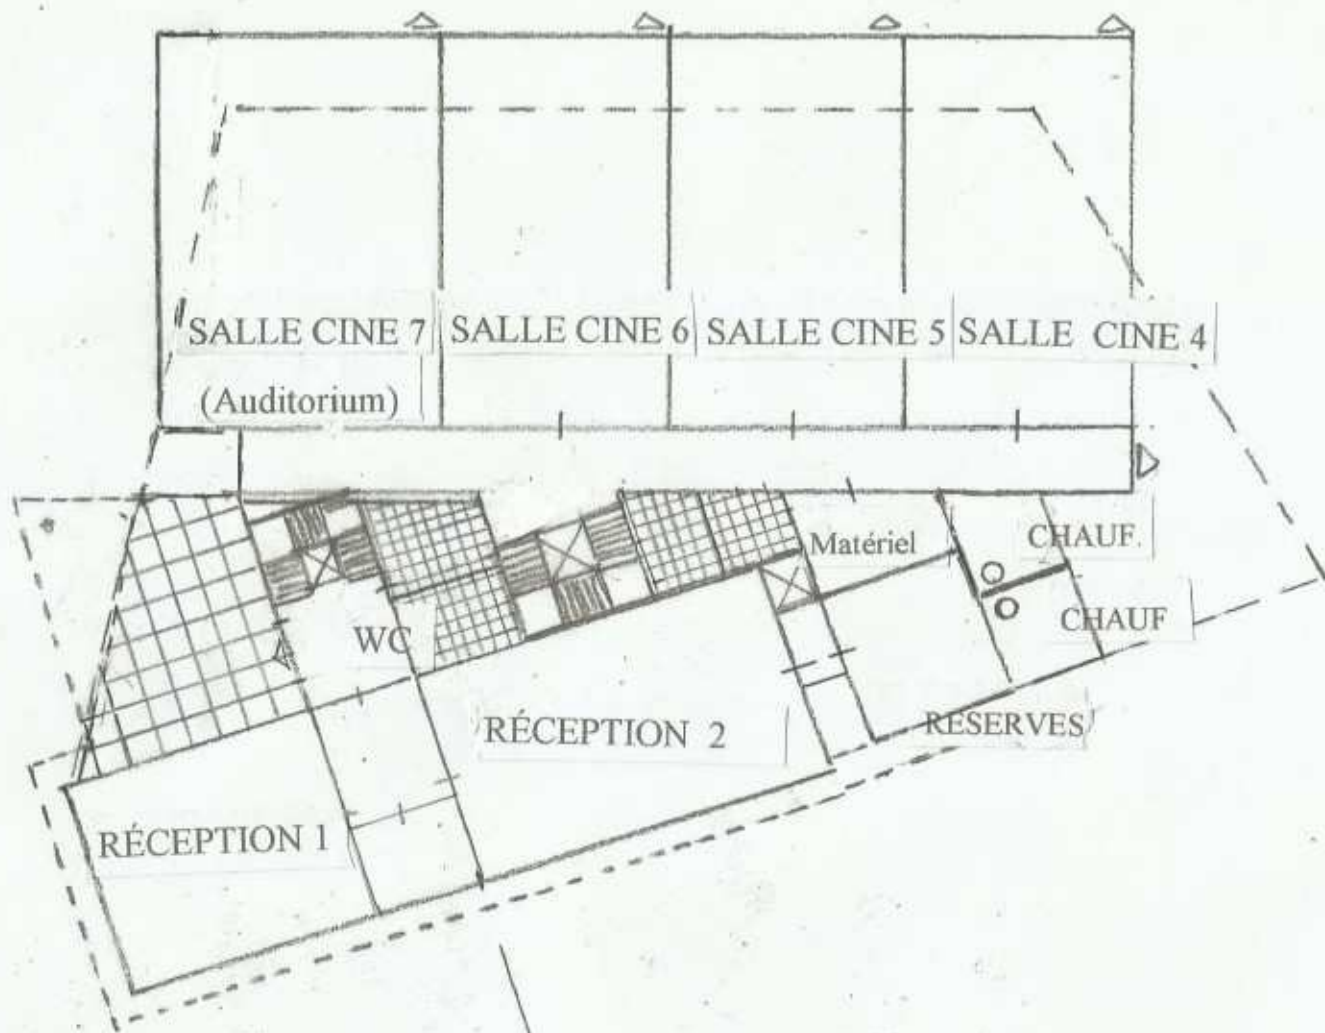 SALLE CINE 7
(Auditorium)
SALLE CINE 6
SALLE CINE 5
SALLE CINE 4
Matériel
CHAUF.
CHAUF
WC
RÉCEPTION 2
RESERVES
RÉCEPTION 1